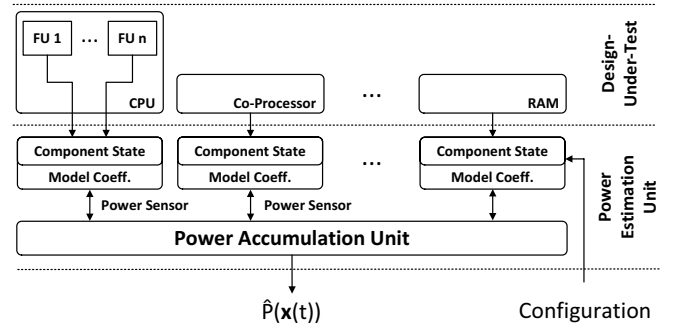 FU 1 ... FU n
CPU
Co-Processor
...
RAM
Design-
Under-Test
Component State
Model Coeff.
Component State
Model Coeff.
...
Component State
Model Coeff.
Power Sensor
Power Sensor
Power Accumulation Unit
Power
Estimation
Unit
P̂(x(t))
Configuration